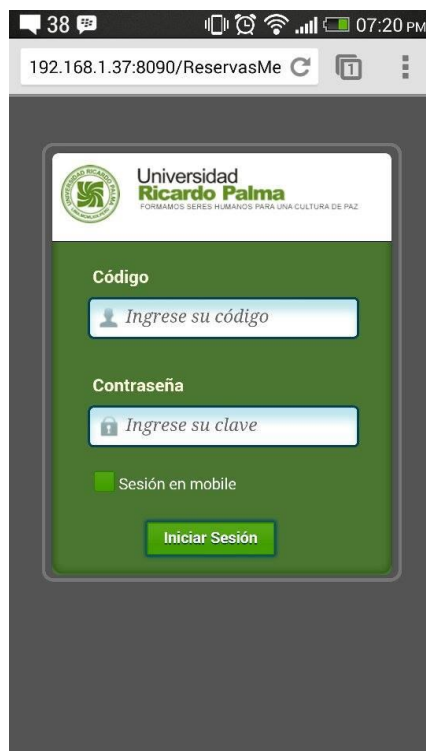 38 07:20 PM
192.168.1.37:8090/ReservasMe 1
Universidad
Ricardo Palma
FORMAMOS SERES HUMANOS PARA UNA CULTURA DE PAZ
Código
Ingrese su código
Contraseña
Ingrese su clave
Sesión en mobile
Iniciar Sesión